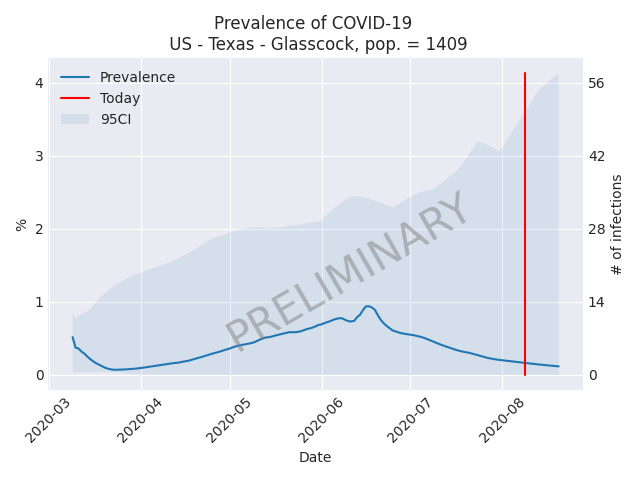 Prevalence of COVID-19
US - Texas - Glasscock, pop. = 1409
Prevalence
Today
95CI
4
3
2
1
0
%
56
42
28
14
0
# of infections
PRELIMINARY
2020-03
2020-04
2020-05
2020-06
2020-07
2020-08
Date